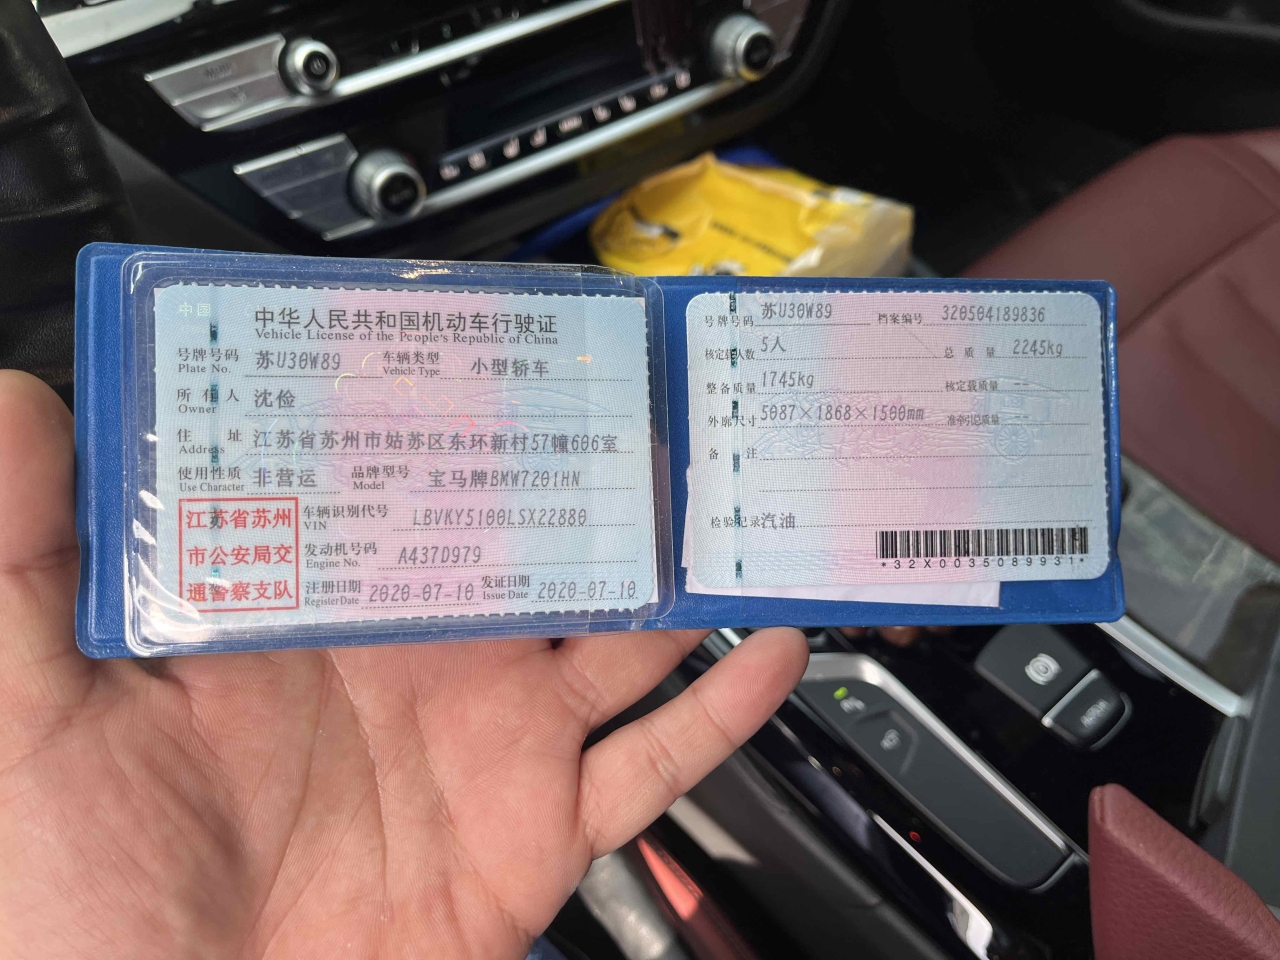 中国
中华人民共和国机动车行驶证
Vehicle License of the People's Republic of China
号牌号码 苏U30W89 车辆类型 小型轿车
Plate No. Vehicle Type
所有人 沈俭
Owner
住址 江苏省苏州市姑苏区东环新村57幢606室
Address
使用性质 非营运 品牌型号 宝马牌BMW7201HN
Use Character Model
江苏省苏州
市公安局交
通警察支队
车辆识别代号 LBVKY5100LSX22880
VIN
发动机号码 A437D979
Engine No.
注册日期 2020-07-10 发证日期 2020-07-10
Register Date Issue Date
号牌号码 苏U30W89 档案编号 320504189836
核定载人数 5人 总质量 2245kg
整备质量 1745kg 核定载质量 --
外廓尺寸 5087×1868×1500mm 准牵引总质量 --
备注
检验记录 汽油
*32X0035089931*